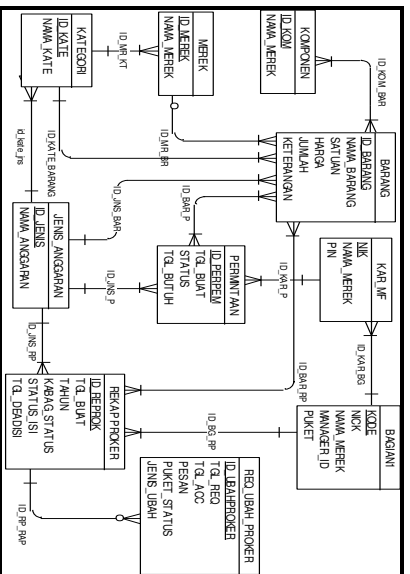 KATEGORI
ID_KATE
NAMA_KATE
ID_MR_KT
MEREK
ID_MEREK
NAMA_MEREK
KOMPONEN
ID_KOM
NAMA_MEREK
ID_KOM_BAR
ID_MR_BR
ID_KATE_BARANG
id_kate_jns
ID_JNS_BAR
BARANG
ID_BARANG
NAMA_BARANG
SATUAN
HARGA
JUMLAH
KETERANGAN
ID_BAR_P
JENIS_ANGGARAN
ID_JENIS
NAMA_ANGGARAN
ID_JNS_P
PERMINTAAN
ID_PERPEM
STATUS
TGL_BUAT
TGL_BUTUH
ID_KAR_P
KAR_MF
NIK
NAMA_MEREK
PIN
ID_KAR_BG
ID_BAR_RP
BAGIAN1
KODE
NICK
NAMA_MEREK
MANAGER_ID
PUKET
ID_BG_RP
ID_JNS_RP
REKAP PROKER
ID_REPROK
TGL_BUAT
TAHUN
KABAG_STATUS
STATUS_ISI
TGL_DEADISI
ID_RP_RAP
REQ_UBAH_PROKER
ID_UBAHPROKER
TGL_REQ
TGL_ACC
PESAN
PUKET_STATUS
JENIS_UBAH